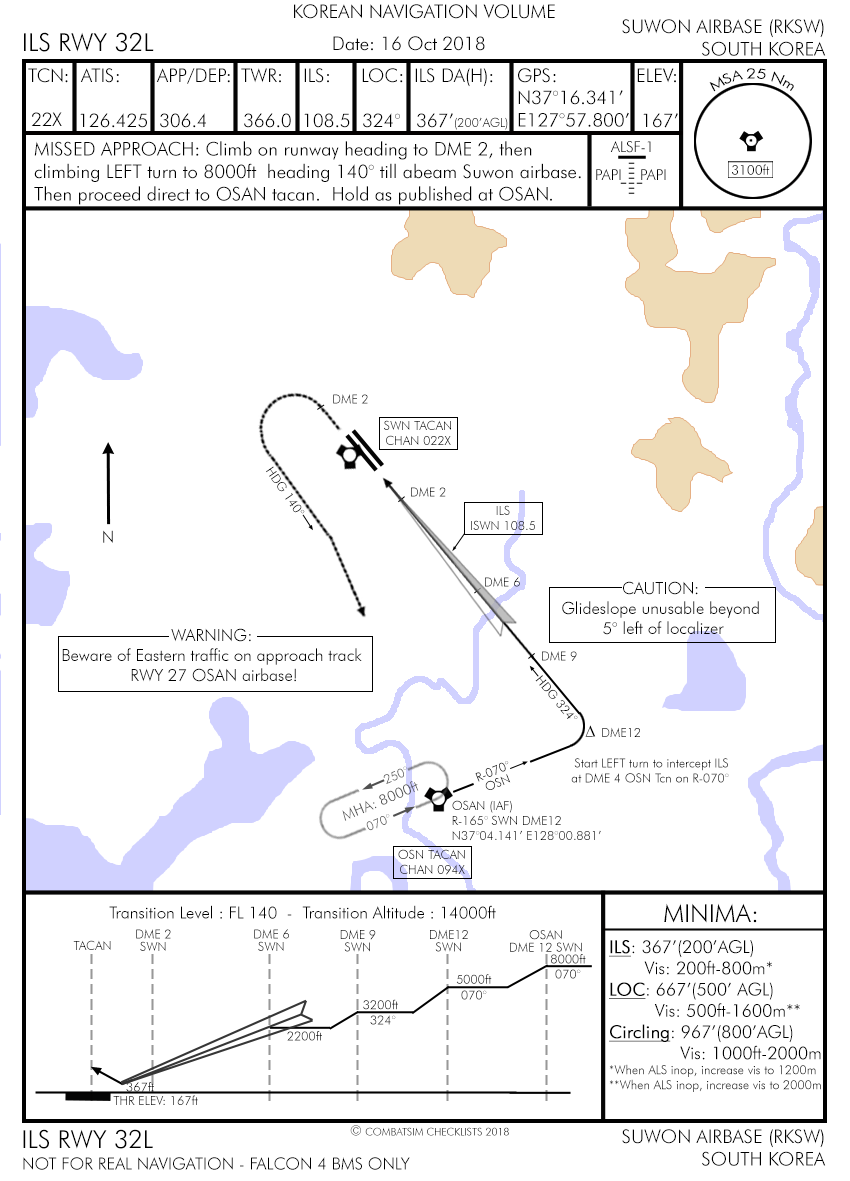 KOREAN NAVIGATION VOLUME
ILS RWY 32L
Date: 16 Oct 2018
SUWON AIRBASE (RKSW)
SOUTH KOREA
TCN:
22X
ATIS:
126.425
APP/DEP:
306.4
TWR:
366.0
ILS:
108.5
LOC:
324°
ILS DA(H):
367'(200'AGL)
GPS:
N37°16.341'
E127°57.800'
ELEV:
167'
MSA 25 Nm
3100ft
MISSED APPROACH: Climb on runway heading to DME 2, then
climbing LEFT turn to 8000ft heading 140° till abeam Suwon airbase.
Then proceed direct to OSAN tacan. Hold as published at OSAN.
ALSF-1
PAPI PAPI
DME 2
SWN TACAN
CHAN 022X
HDG 140°
DME 2
N
ILS
ISWN 108.5
DME 6
CAUTION:
Glideslope unusable beyond
5° left of localizer
WARNING:
Beware of Eastern traffic on approach track
RWY 27 OSAN airbase!
DME 9
HDG 324°
DME12
Start LEFT turn to intercept ILS
at DME 4 OSN Tcn on R-070°
R-070°
OSN
250°
MHA: 8000ft
070°
OSAN (IAF)
R-165° SWN DME12
N37°04.141' E128°00.881'
OSN TACAN
CHAN 094X
Transition Level : FL 140 - Transition Altitude : 14000ft
TACAN
DME 2
SWN
DME 6
SWN
DME 9
SWN
DME12
SWN
OSAN
DME 12 SWN
8000ft
070°
5000ft
070°
3200ft
324°
2200ft
367ft
THR ELEV: 167ft
MINIMA:
ILS: 367'(200'AGL)
Vis: 200ft-800m*
LOC: 667'(500' AGL)
Vis: 500ft-1600m**
Circling: 967'(800'AGL)
Vis: 1000ft-2000m
*When ALS inop, increase vis to 1200m
**When ALS inop, increase vis to 2000m
ILS RWY 32L
NOT FOR REAL NAVIGATION - FALCON 4 BMS ONLY
© COMBATSIM CHECKLISTS 2018
SUWON AIRBASE (RKSW)
SOUTH KOREA